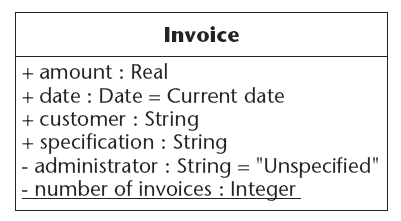 Invoice
+ amount : Real
+ date : Date = Current date
+ customer : String
+ specification : String
- administrator : String = "Unspecified"
- number of invoices : Integer